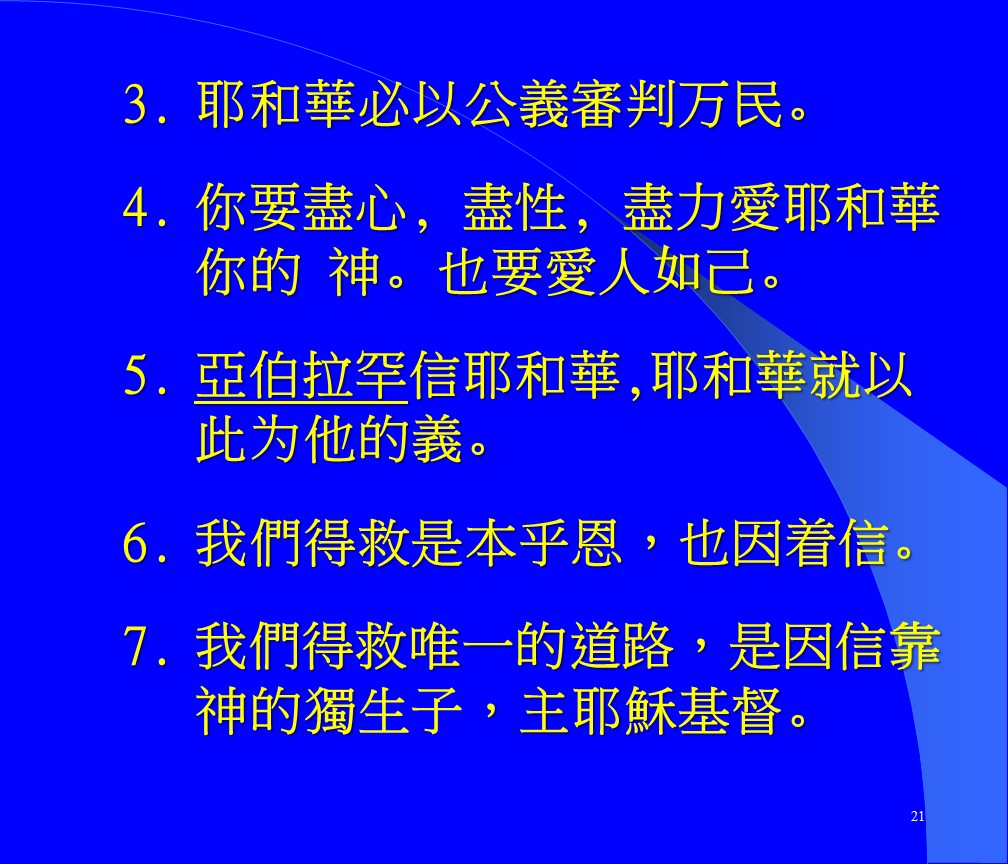 3. 耶和華必以公義審判万民。
4. 你要盡心, 盡性, 盡力愛耶和華
你的 神。也要愛人如己。
5. 亞伯拉罕信耶和華,耶和華就以
此为他的義。
6. 我們得救是本乎恩，也因着信。
7. 我們得救唯一的道路，是因信靠
神的獨生子，主耶穌基督。
21